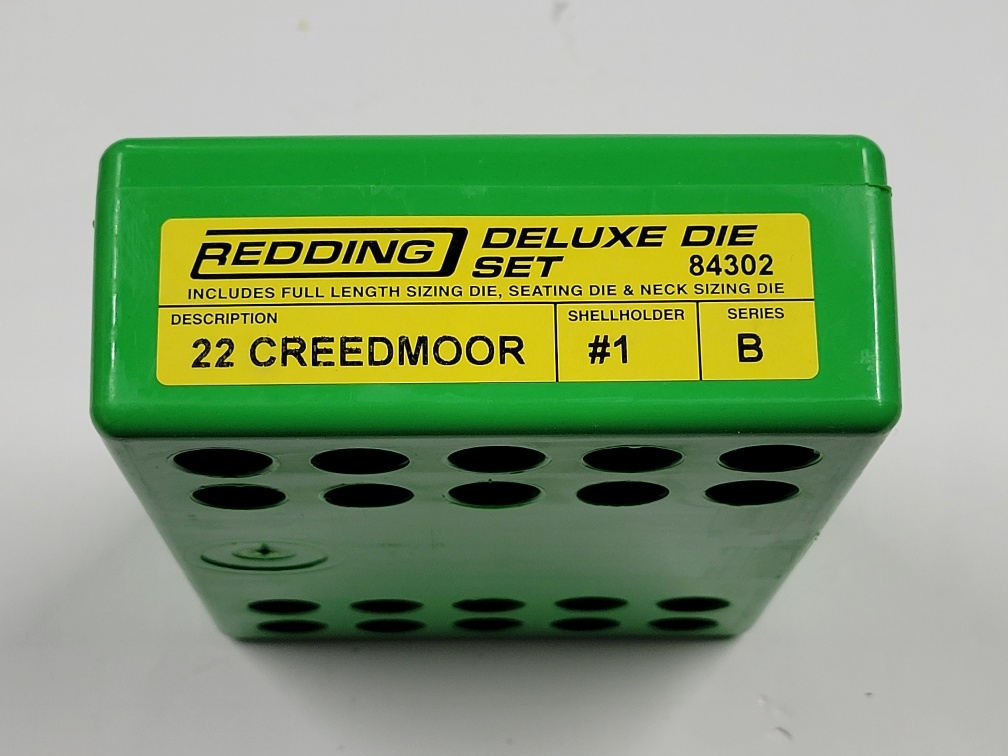 REDDING DELUXE DIE
SET 84302
INCLUDES FULL LENGTH SIZING DIE, SEATING DIE & NECK SIZING DIE
DESCRIPTION SHELLHOLDER SERIES
22 CREEDMOOR #1 B